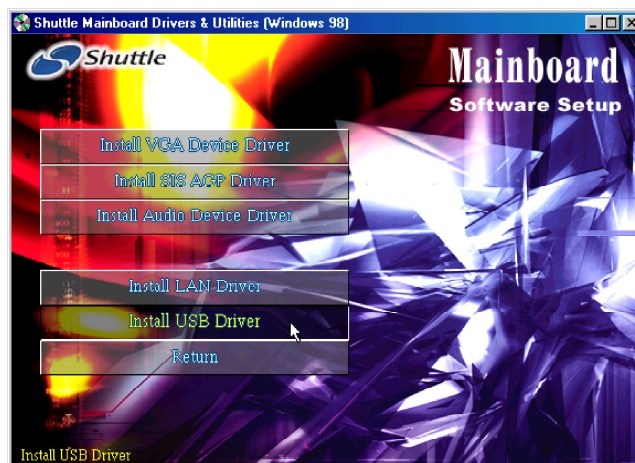 Shuttle Mainboard Drivers & Utilities (Windows 98)
Shuttle
Mainboard
Software Setup
Install VGA Device Driver
Install SIS AGP Driver
Install Audio Device Driver
Install LAN Driver
Install USB Driver
Return
Install USB Driver